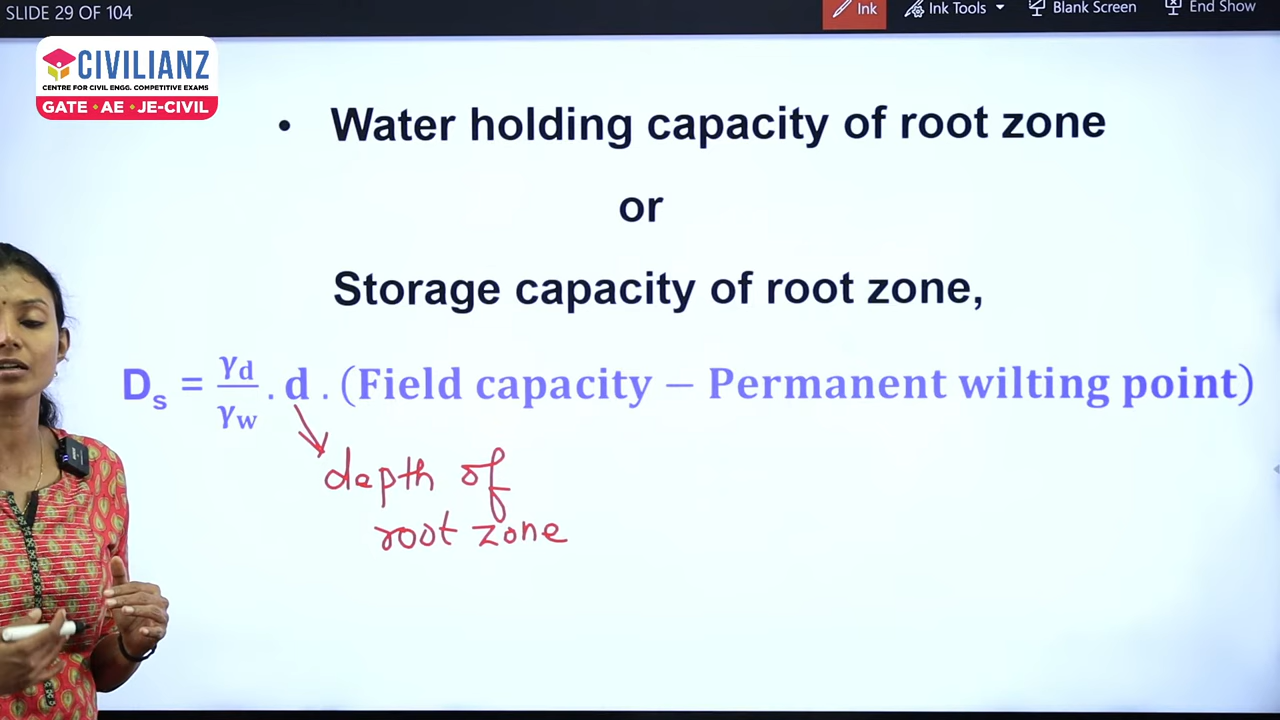 SLIDE 29 OF 104
Ink
Ink Tools
Blank Screen
End Show
CIVILIANZ
CENTRE FOR CIVIL ENGG. COMPETITIVE EXAMS
GATE • AE • JE-CIVIL
• Water holding capacity of root zone
or
Storage capacity of root zone,
Dₛ = γd/γw . d . (Field capacity − Permanent wilting point)
depth of
root zone